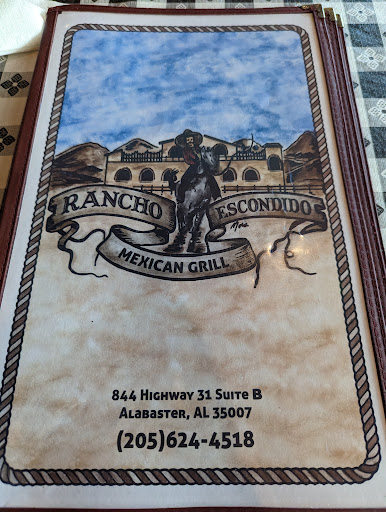 RANCHO ESCONDIDO
MEXICAN GRILL
844 HIGHWAY 31 SUITE B
ALABASTER, AL 35007
(205)624-4518